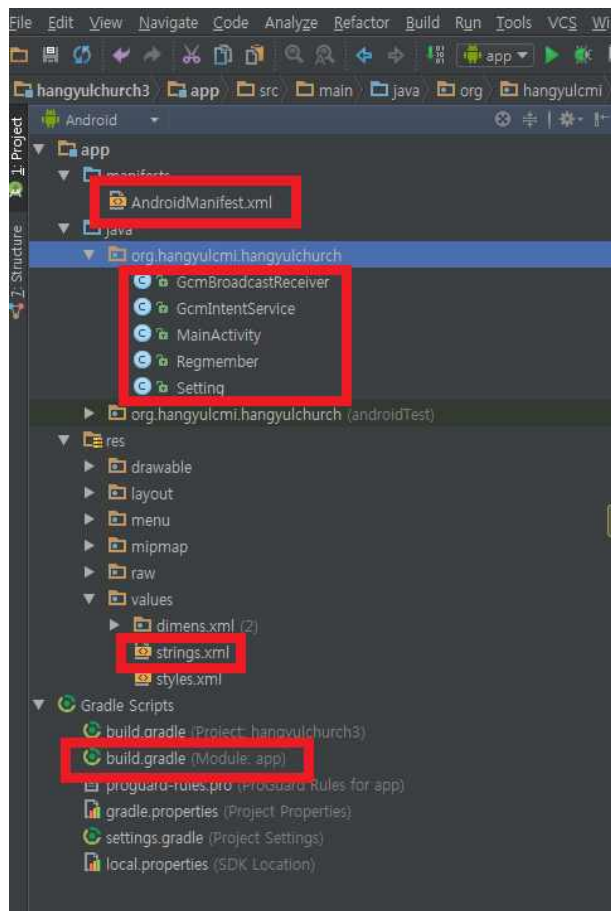 File Edit View Navigate Code Analyze Refactor Build Run Tools VCS Wi
app
hangyulchurch3 app src main java org hangyulcmi
Android
1: Project
7: Structure
app
manifests
AndroidManifest.xml
java
org.hangyulcmi.hangyulchurch
GcmBroadcastReceiver
GcmIntentService
MainActivity
Regmember
Setting
org.hangyulcmi.hangyulchurch (androidTest)
res
drawable
layout
menu
mipmap
raw
values
dimens.xml (2)
strings.xml
styles.xml
Gradle Scripts
build.gradle (Project: hangyulchurch3)
build.gradle (Module: app)
proguard-rules.pro (ProGuard Rules for app)
gradle.properties (Project Properties)
settings.gradle (Project Settings)
local.properties (SDK Location)